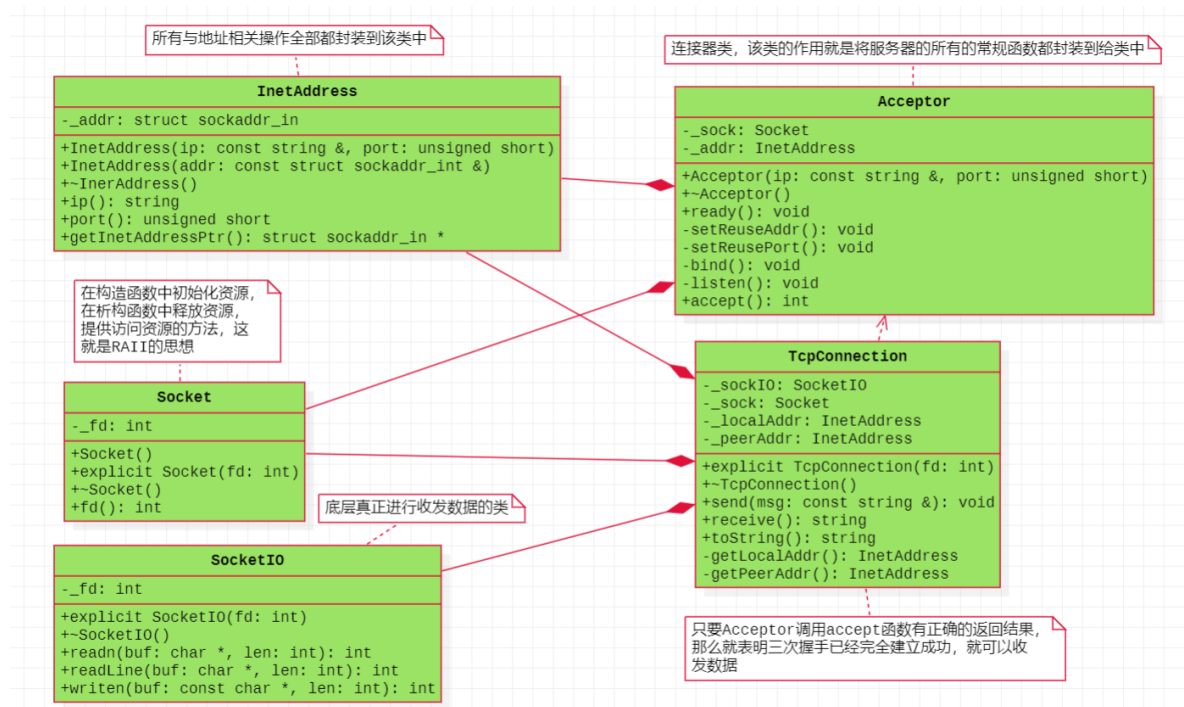 所有与地址相关操作全部都封装到该类中
InetAddress
-_addr: struct sockaddr_in
+InetAddress(ip: const string &, port: unsigned short)
+InetAddress(addr: const struct sockaddr_int &)
+~InerAddress()
+ip(): string
+port(): unsigned short
+getInetAddressPtr(): struct sockaddr_in *
连接器类，该类的作用就是将服务器的所有的常规函数都封装到给类中
Acceptor
-_sock: Socket
-_addr: InetAddress
+Acceptor(ip: const string &, port: unsigned short)
+~Acceptor()
+ready(): void
-setReuseAddr(): void
-setReusePort(): void
-bind(): void
-listen(): void
+accept(): int
在构造函数中初始化资源，
在析构函数中释放资源，
提供访问资源的方法，这
就是RAII的思想
Socket
-_fd: int
+Socket()
+explicit Socket(fd: int)
+~Socket()
+fd(): int
TcpConnection
-_sockIO: SocketIO
-_sock: Socket
-_localAddr: InetAddress
-_peerAddr: InetAddress
+explicit TcpConnection(fd: int)
+~TcpConnection()
+send(msg: const string &): void
+receive(): string
+toString(): string
-getLocalAddr(): InetAddress
-getPeerAddr(): InetAddress
底层真正进行收发数据的类
SocketIO
-_fd: int
+explicit SocketIO(fd: int)
+~SocketIO()
+readn(buf: char *, len: int): int
+readLine(buf: char *, len: int): int
+writen(buf: const char *, len: int): int
只要Acceptor调用accept函数有正确的返回结果，
那么就表明三次握手已经完全建立成功，就可以收
发数据